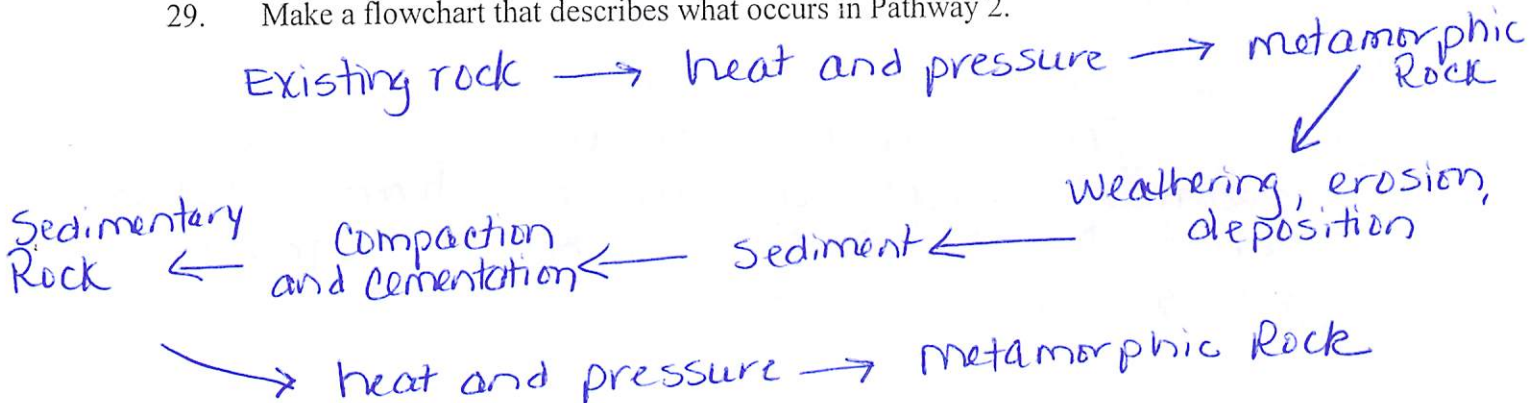 29. Make a flowchart that describes what occurs in Pathway 2.
Existing rock → heat and pressure → metamorphic
Rock
Weathering, erosion,
deposition
Sediment ←
Compaction
and cementation ←
Sedimentary
Rock ←
→ heat and pressure → metamorphic Rock